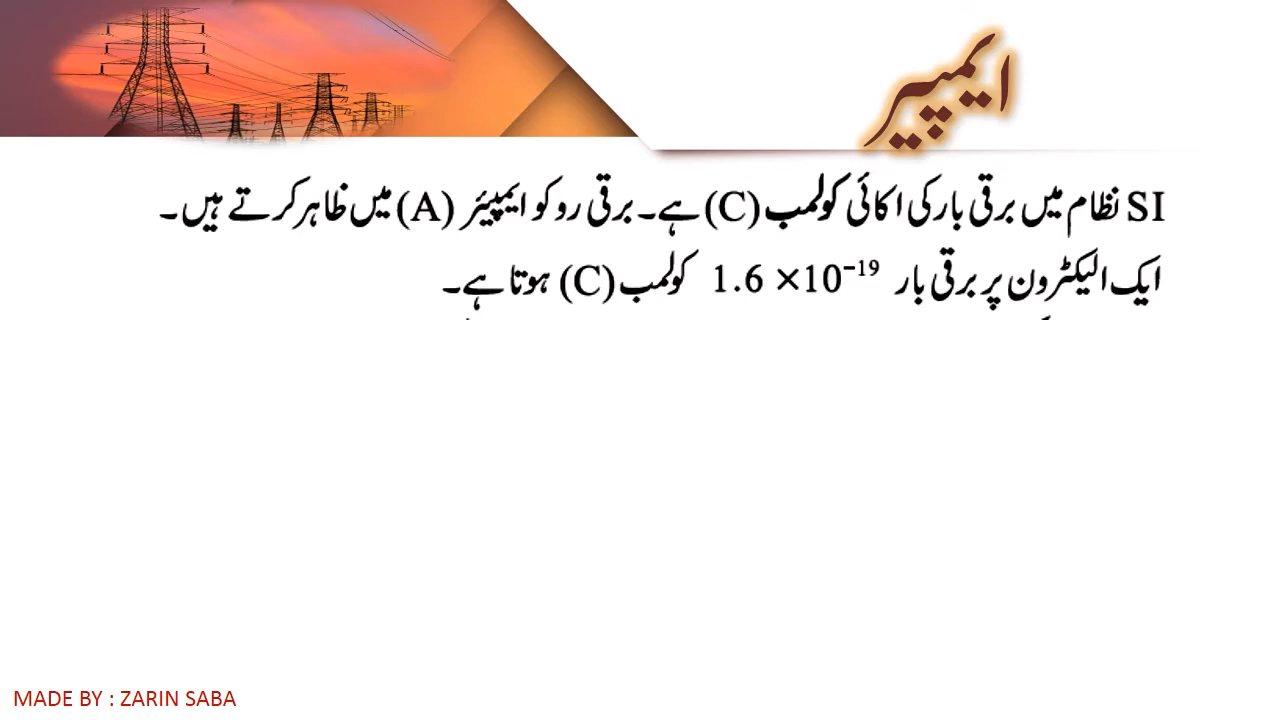 ایمپیر
SI نظام میں برقی بار کی اکائی کولمب (C) ہے۔ برقی رو کو ایمپیئر (A) میں ظاہر کرتے ہیں۔
ایک الیکٹرون پر برقی بار 1.6 ×10⁻¹⁹ کولمب (C) ہوتا ہے۔
MADE BY : ZARIN SABA